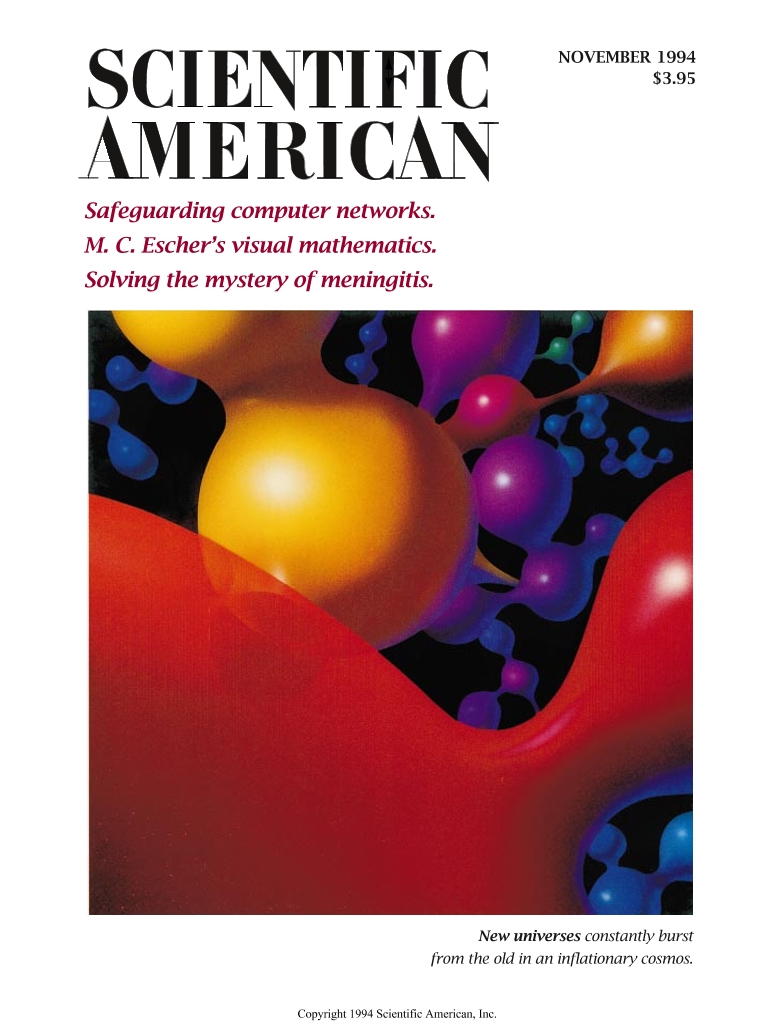 SCIENTIFIC
AMERICAN
NOVEMBER 1994
$3.95
Safeguarding computer networks.
M. C. Escher’s visual mathematics.
Solving the mystery of meningitis.
New universes constantly burst
from the old in an inflationary cosmos.
Copyright 1994 Scientific American, Inc.